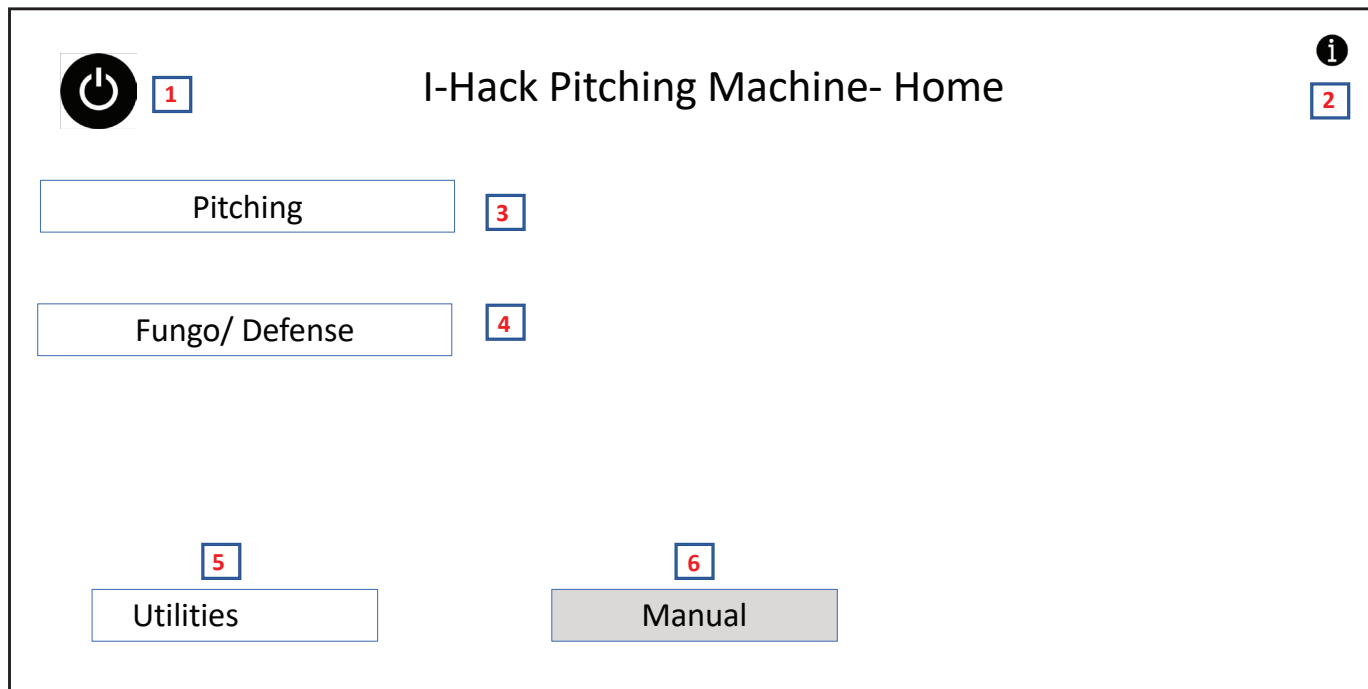 1
I-Hack Pitching Machine- Home
i
2
Pitching
3
Fungo/ Defense
4
5
6
Utilities
Manual